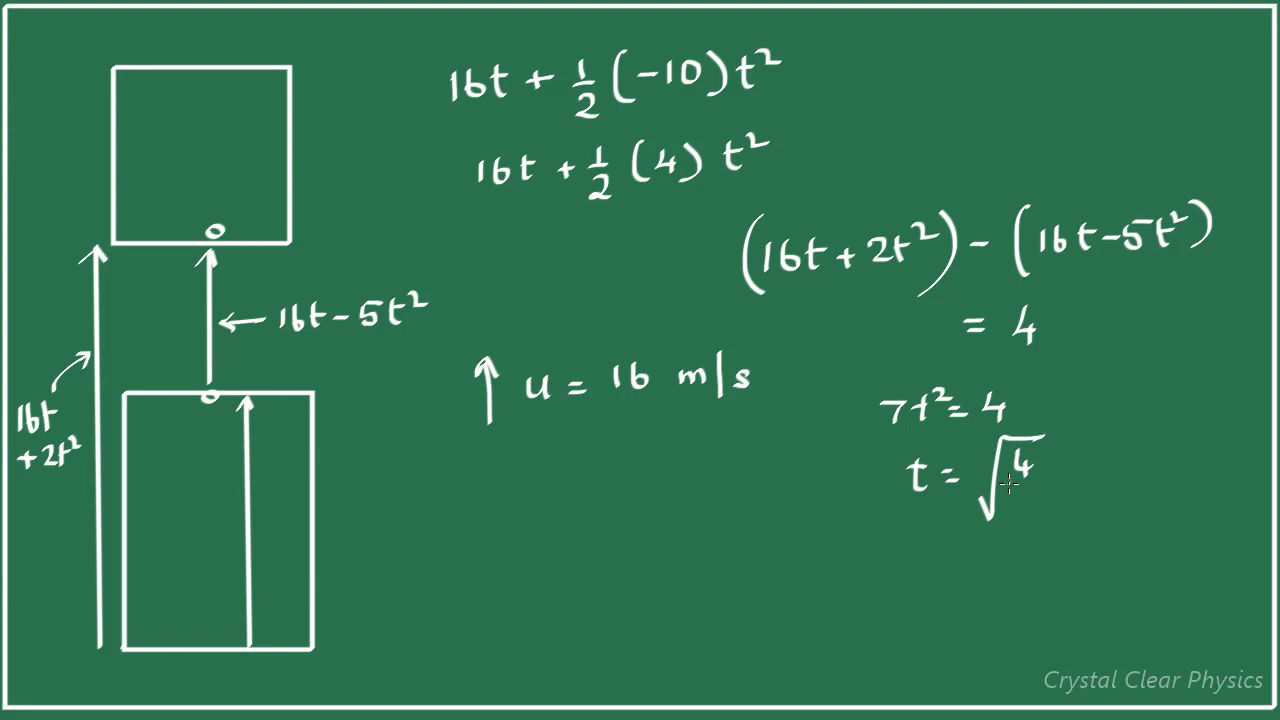 16t + 1/2 (-10) t²
16t + 1/2 (4) t²
(16t + 2t²) - (16t - 5t²)
= 4
← 16t - 5t²
↑ u = 16 m/s
16t
+ 2t²
7t² = 4
t = √4
Crystal Clear Physics